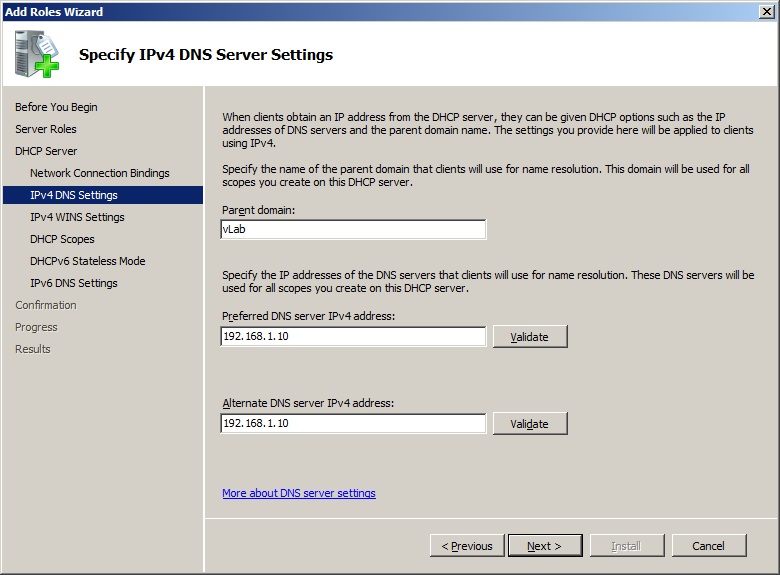 Add Roles Wizard
Specify IPv4 DNS Server Settings
Before You Begin
Server Roles
DHCP Server
Network Connection Bindings
IPv4 DNS Settings
IPv4 WINS Settings
DHCP Scopes
DHCPv6 Stateless Mode
IPv6 DNS Settings
Confirmation
Progress
Results
When clients obtain an IP address from the DHCP server, they can be given DHCP options such as the IP
addresses of DNS servers and the parent domain name. The settings you provide here will be applied to clients
using IPv4.
Specify the name of the parent domain that clients will use for name resolution. This domain will be used for all
scopes you create on this DHCP server.
Parent domain:
vLab
Specify the IP addresses of the DNS servers that clients will use for name resolution. These DNS servers will be
used for all scopes you create on this DHCP server.
Preferred DNS server IPv4 address:
192.168.1.10 Validate
Alternate DNS server IPv4 address:
192.168.1.10 Validate
More about DNS server settings
< Previous Next > Install Cancel